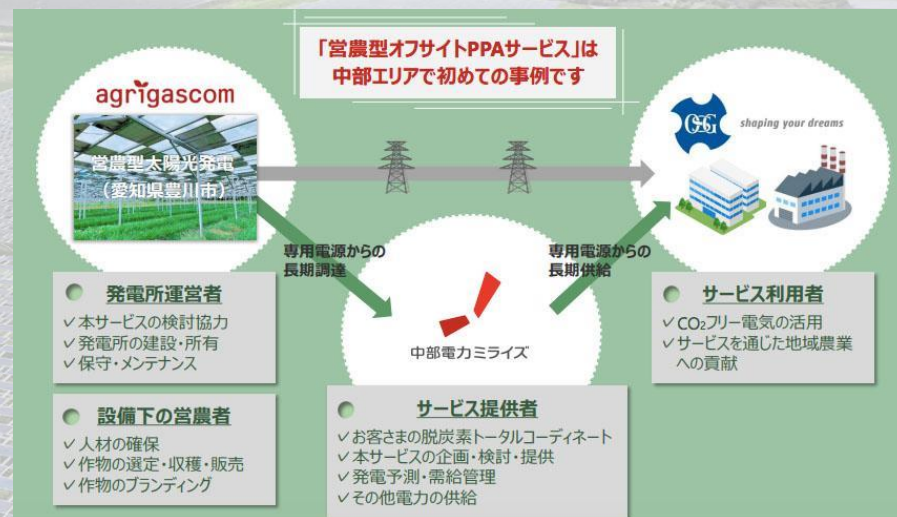 「営農型オフサイトPPAサービス」は
中部エリアで初めての事例です
agrigascom
営農型太陽光発電
（愛知県豊川市）
OSG
shaping your dreams
専用電源からの
長期調達
専用電源からの
長期供給
中部電力ミライズ
発電所運営者
✓本サービスの検討協力
✓発電所の建設・所有
✓保守・メンテナンス
設備下の営農者
✓人材の確保
✓作物の選定・収穫・販売
✓作物のブランディング
サービス提供者
✓お客さまの脱炭素トータルコーディネート
✓本サービスの企画・検討・提供
✓発電予測・需給管理
✓その他電力の供給
サービス利用者
✓CO₂フリー電気の活用
✓サービスを通じた地域農業
への貢献